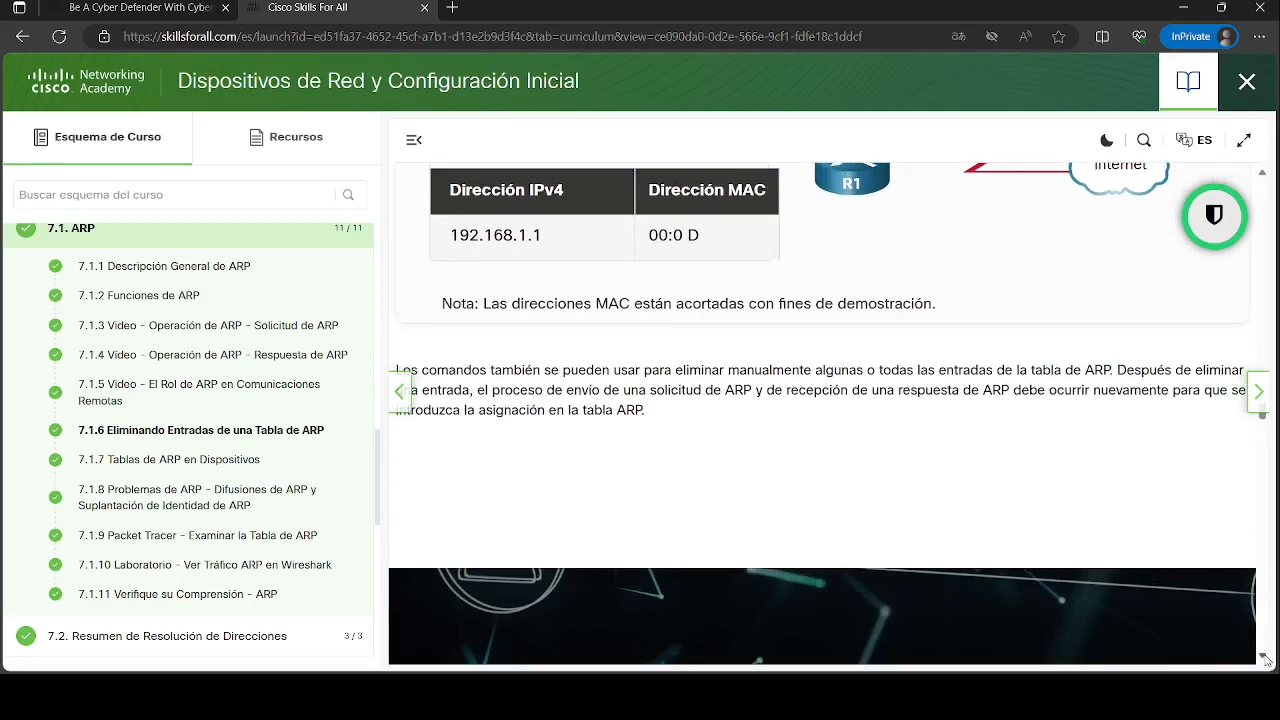 Be A Cyber Defender With Cyber
Cisco Skills For All
https://skillsforall.com/es/launch?id=ed51fa37-4652-45cf-a7b1-d13e2b9d3f4c&tab=curriculum&view=ce090da0-0d2e-566e-9cf1-fdfe18c1ddcf
InPrivate
CISCO Networking Academy
Dispositivos de Red y Configuración Inicial
Esquema de Curso
Recursos
ES
Buscar esquema del curso
7.1. ARP 11 / 11
7.1.1 Descripción General de ARP
7.1.2 Funciones de ARP
7.1.3 Video - Operación de ARP - Solicitud de ARP
7.1.4 Video - Operación de ARP - Respuesta de ARP
7.1.5 Video - El Rol de ARP en Comunicaciones
Remotas
7.1.6 Eliminando Entradas de una Tabla de ARP
7.1.7 Tablas de ARP en Dispositivos
7.1.8 Problemas de ARP - Difusiones de ARP y
Suplantación de Identidad de ARP
7.1.9 Packet Tracer - Examinar la Tabla de ARP
7.1.10 Laboratorio - Ver Tráfico ARP en Wireshark
7.1.11 Verifique su Comprensión - ARP
7.2. Resumen de Resolución de Direcciones 3 / 3
Internet
R1
Dirección IPv4 Dirección MAC
192.168.1.1 00:0 D
Nota: Las direcciones MAC están acortadas con fines de demostración.
Los comandos también se pueden usar para eliminar manualmente algunas o todas las entradas de la tabla de ARP. Después de eliminar
una entrada, el proceso de envío de una solicitud de ARP y de recepción de una respuesta de ARP debe ocurrir nuevamente para que se
introduzca la asignación en la tabla ARP.